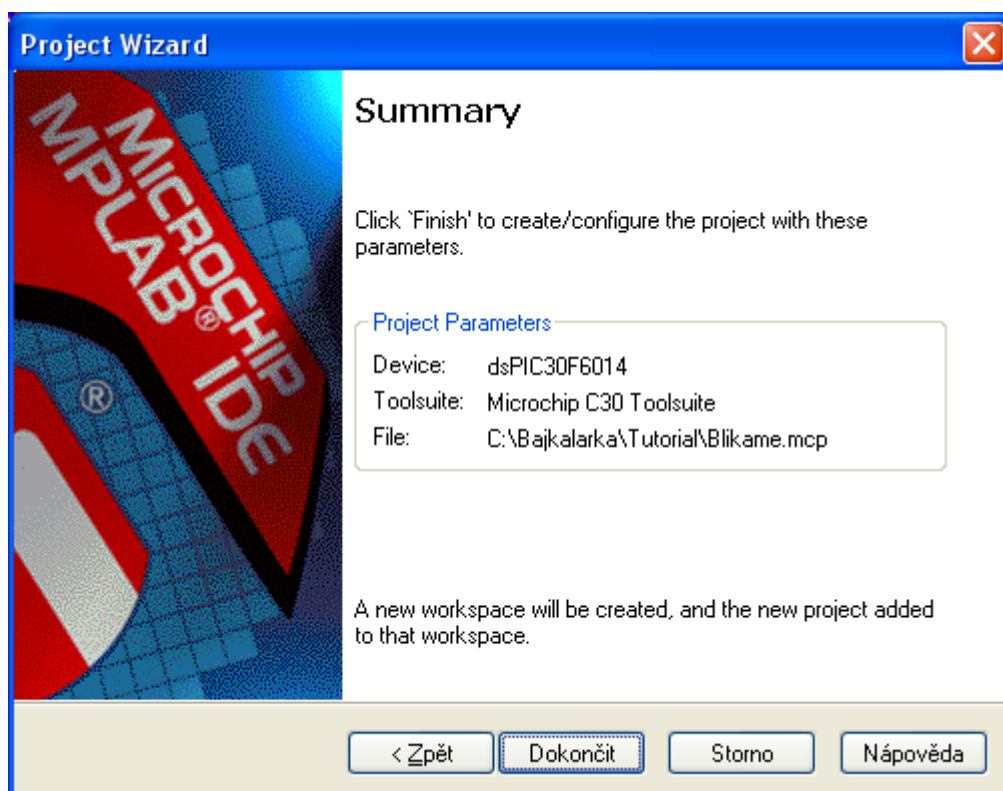 Project Wizard
MICROCHIP
MPLAB® IDE
®
Summary
Click `Finish' to create/configure the project with these
parameters.
Project Parameters
Device: dsPIC30F6014
Toolsuite: Microchip C30 Toolsuite
File: C:\Bajkalarka\Tutorial\Blikame.mcp
A new workspace will be created, and the new project added
to that workspace.
< Zpět Dokončit Storno Nápověda